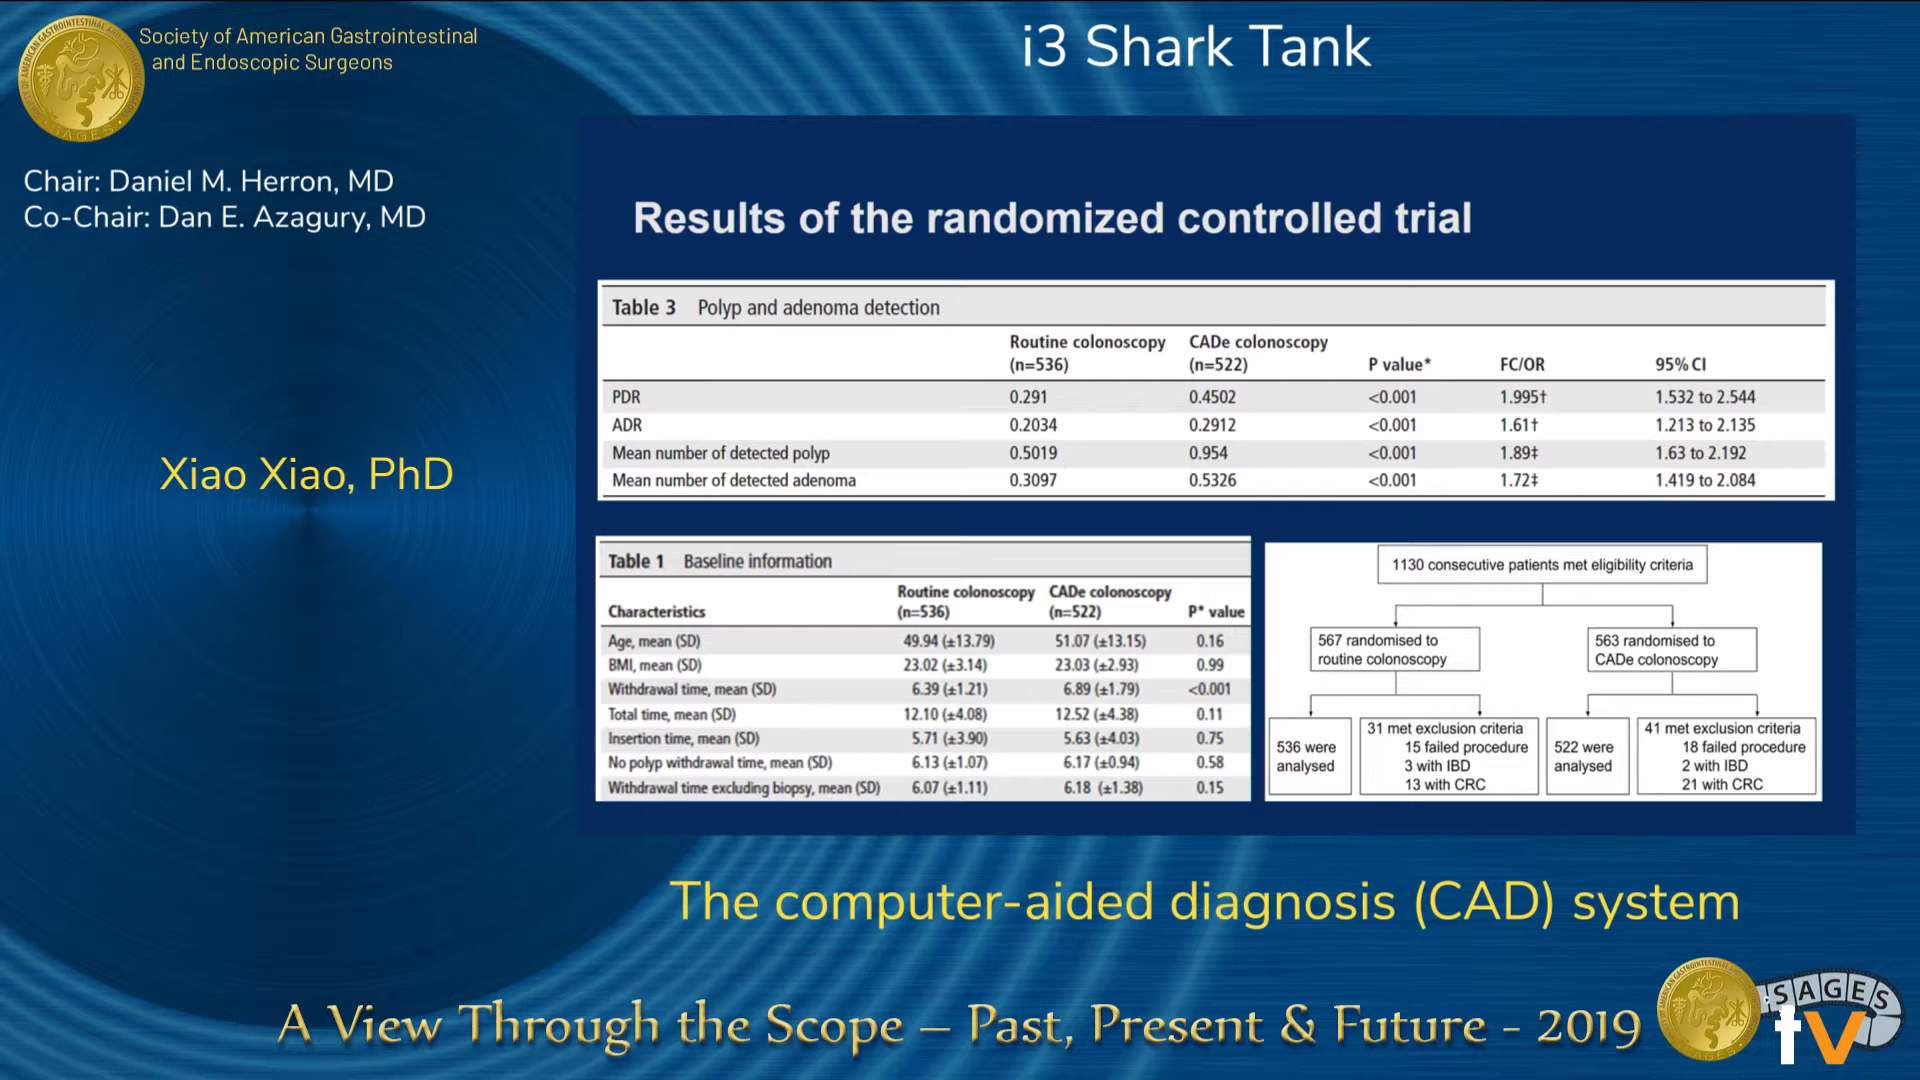 Society of American Gastrointestinal
and Endoscopic Surgeons
i3 Shark Tank
Chair: Daniel M. Herron, MD
Co-Chair: Dan E. Azagury, MD
Xiao Xiao, PhD
Results of the randomized controlled trial
Table 3 Polyp and adenoma detection
Routine colonoscopy (n=536) CADe colonoscopy (n=522) P value* FC/OR 95% CI
PDR 0.291 0.4502 <0.001 1.995† 1.532 to 2.544
ADR 0.2034 0.2912 <0.001 1.61† 1.213 to 2.135
Mean number of detected polyp 0.5019 0.954 <0.001 1.89‡ 1.63 to 2.192
Mean number of detected adenoma 0.3097 0.5326 <0.001 1.72‡ 1.419 to 2.084
Table 1 Baseline information
Characteristics Routine colonoscopy (n=536) CADe colonoscopy (n=522) P* value
Age, mean (SD) 49.94 (±13.79) 51.07 (±13.15) 0.16
BMI, mean (SD) 23.02 (±3.14) 23.03 (±2.93) 0.99
Withdrawal time, mean (SD) 6.39 (±1.21) 6.89 (±1.79) <0.001
Total time, mean (SD) 12.10 (±4.08) 12.52 (±4.38) 0.11
Insertion time, mean (SD) 5.71 (±3.90) 5.63 (±4.03) 0.75
No polyp withdrawal time, mean (SD) 6.13 (±1.07) 6.17 (±0.94) 0.58
Withdrawal time excluding biopsy, mean (SD) 6.07 (±1.11) 6.18 (±1.38) 0.15
1130 consecutive patients met eligibility criteria
567 randomised to
routine colonoscopy
563 randomised to
CADe colonoscopy
536 were
analysed
31 met exclusion criteria
15 failed procedure
3 with IBD
13 with CRC
522 were
analysed
41 met exclusion criteria
18 failed procedure
2 with IBD
21 with CRC
The computer-aided diagnosis (CAD) system
A View Through the Scope – Past, Present & Future - 2019
SAGES
tv